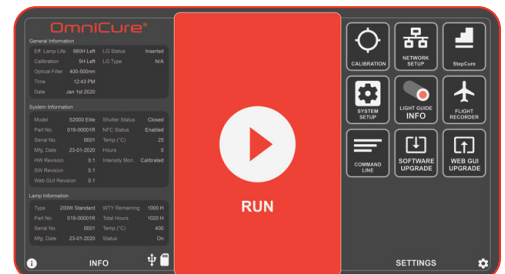 OmniCure®
General Information
Eff. Lamp Life 980H Left LG Status Inserted
Calibration 5H Left LG Type N/A
Optical Filter 400-500nm
Time 12:43 PM
Date Jan 1st 2020
System Information
Model S2000 Elite Shutter Status Closed
Part No. 019-00001R NFC Status Enabled
Serial No. 0001 Temp (°C) 25
Mfg. Date 23-01-2020 Hours 0
HW Revision 0.1 Intensity Mon. Calibrated
SW Revision 0.1
Web GUI Revision 0.1
Lamp Information
Type 200W Standard WTY Remaining 1000 H
Part No. 019-00001R Total Hours 1020 H
Serial No. 0001 Temp (°C) 400
Mfg. Date 23-01-2020 Status On
INFO
RUN
CALIBRATION
NETWORK
SETUP
StepCure
SYSTEM
SETUP
LIGHT GUIDE
INFO
FLIGHT
RECORDER
COMMAND
LINE
SOFTWARE
UPGRADE
WEB GUI
UPGRADE
SETTINGS